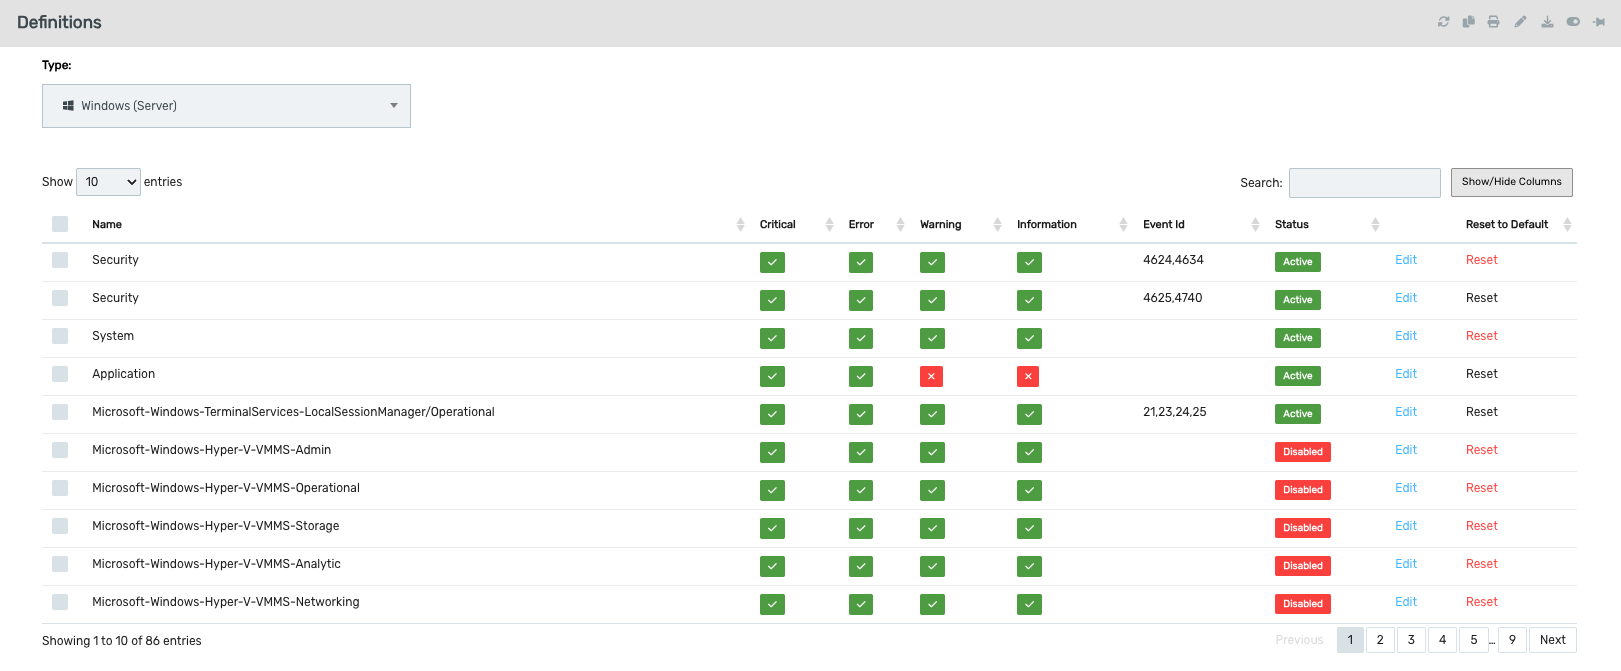 Definitions
Type:
Windows (Server)
Show 10 entries Search: Show/Hide Columns
Name Critical Error Warning Information Event Id Status Reset to Default
Security 4624,4634 Active Edit Reset
Security 4625,4740 Active Edit Reset
System Active Edit Reset
Application Active Edit Reset
Microsoft-Windows-TerminalServices-LocalSessionManager/Operational 21,23,24,25 Active Edit Reset
Microsoft-Windows-Hyper-V-VMMS-Admin Disabled Edit Reset
Microsoft-Windows-Hyper-V-VMMS-Operational Disabled Edit Reset
Microsoft-Windows-Hyper-V-VMMS-Storage Disabled Edit Reset
Microsoft-Windows-Hyper-V-VMMS-Analytic Disabled Edit Reset
Microsoft-Windows-Hyper-V-VMMS-Networking Disabled Edit Reset
Showing 1 to 10 of 86 entries Previous 1 2 3 4 5 … 9 Next